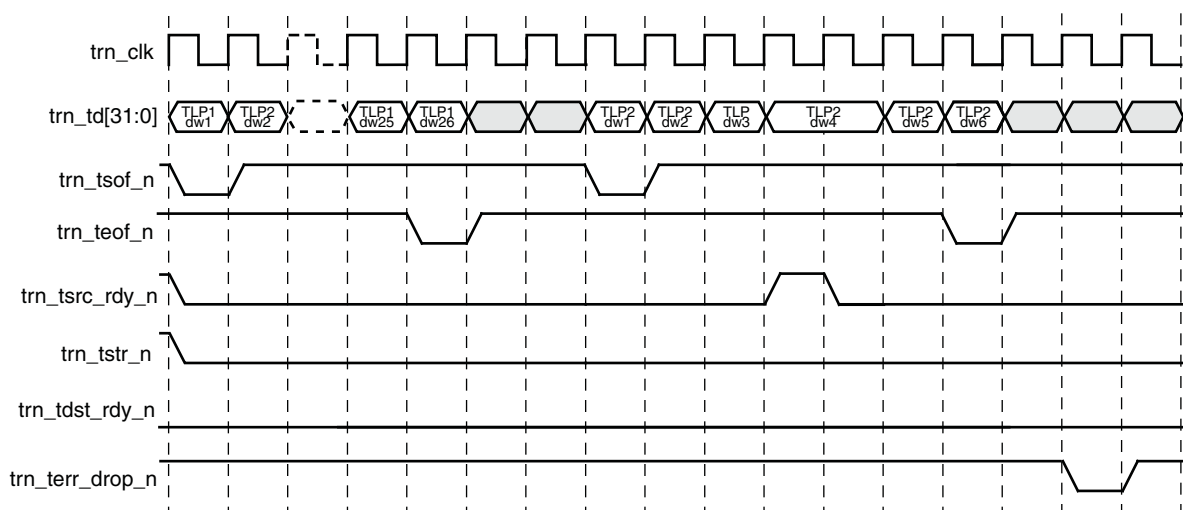 trn_clk
trn_td[31:0]
TLP1
dw1
TLP2
dw2
TLP1
dw25
TLP1
dw26
TLP2
dw1
TLP2
dw2
TLP
dw3
TLP2
dw4
TLP2
dw5
TLP2
dw6
trn_tsof_n
trn_teof_n
trn_tsrc_rdy_n
trn_tstr_n
trn_tdst_rdy_n
trn_terr_drop_n